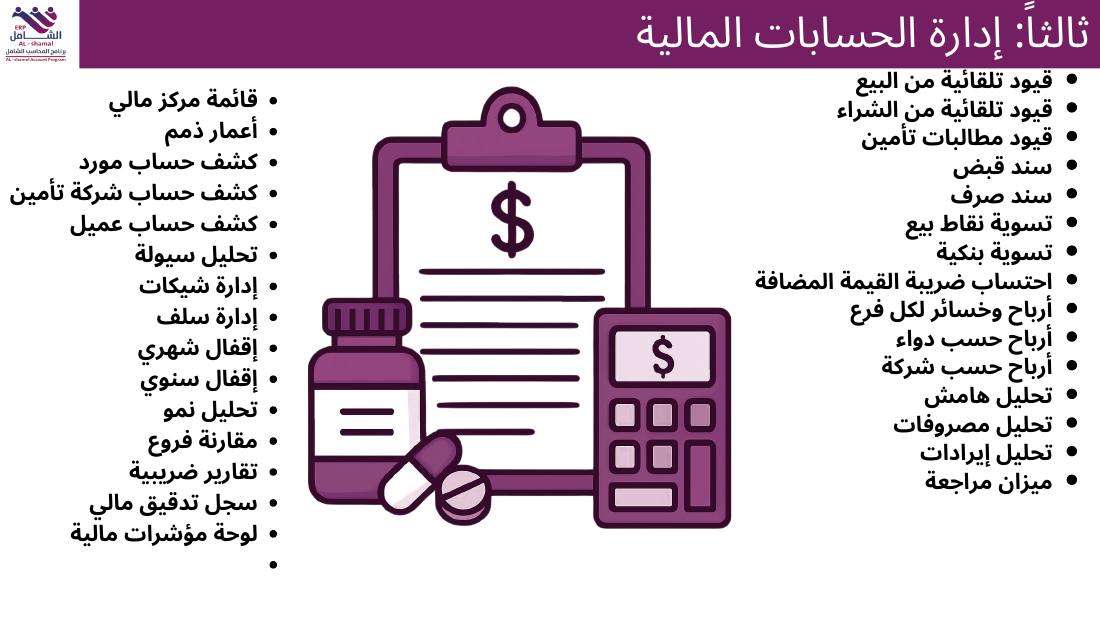 ثالثاً: إدارة الحسابات المالية
ERP
الشامل
AL - shamal
برنامج المحاسب الشامل
AL - shamel Account Program
قيود تلقائية من البيع
قيود تلقائية من الشراء
قيود مطالبات تأمين
سند قبض
سند صرف
تسوية نقاط بيع
تسوية بنكية
احتساب ضريبة القيمة المضافة
أرباح وخسائر لكل فرع
أرباح حسب دواء
أرباح حسب شركة
تحليل هامش
تحليل مصروفات
تحليل إيرادات
ميزان مراجعة
$
$
قائمة مركز مالي
أعمار ذمم
كشف حساب مورد
كشف حساب شركة تأمين
كشف حساب عميل
تحليل سيولة
إدارة شيكات
إدارة سلف
إقفال شهري
إقفال سنوي
تحليل نمو
مقارنة فروع
تقارير ضريبية
سجل تدقيق مالي
لوحة مؤشرات مالية